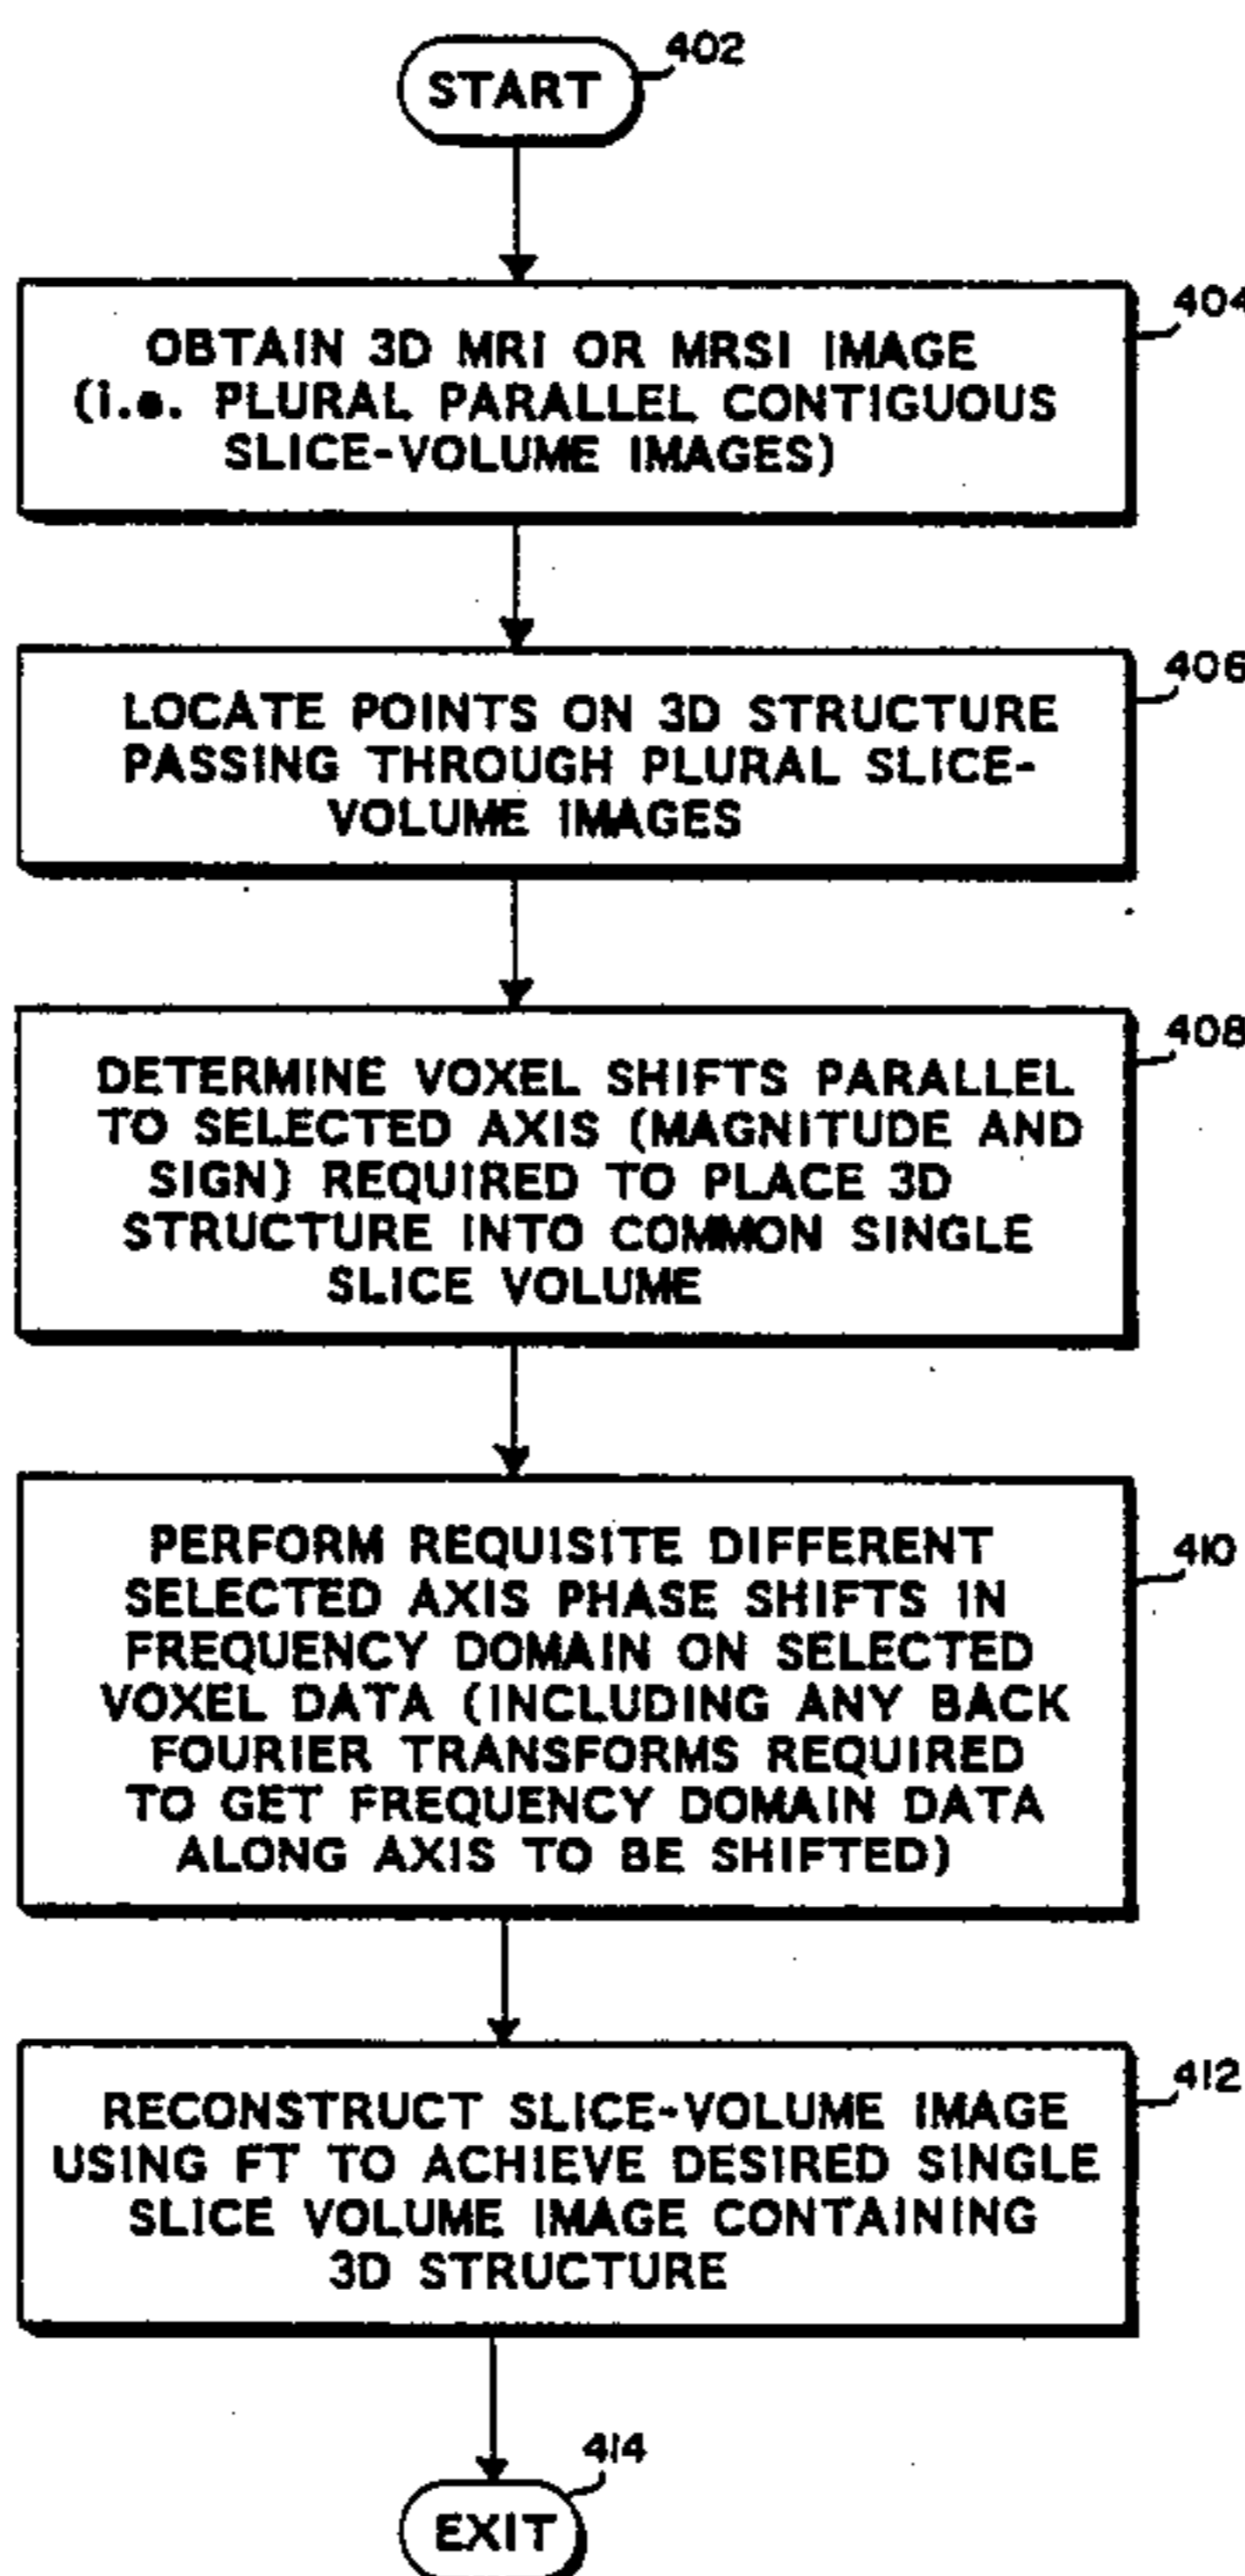 START
402
404
OBTAIN 3D MRI OR MRSI IMAGE
(i.e. PLURAL PARALLEL CONTIGUOUS
SLICE-VOLUME IMAGES)
406
LOCATE POINTS ON 3D STRUCTURE
PASSING THROUGH PLURAL SLICE-
VOLUME IMAGES
408
DETERMINE VOXEL SHIFTS PARALLEL
TO SELECTED AXIS (MAGNITUDE AND
SIGN) REQUIRED TO PLACE 3D
STRUCTURE INTO COMMON SINGLE
SLICE VOLUME
410
PERFORM REQUISITE DIFFERENT
SELECTED AXIS PHASE SHIFTS IN
FREQUENCY DOMAIN ON SELECTED
VOXEL DATA (INCLUDING ANY BACK
FOURIER TRANSFORMS REQUIRED
TO GET FREQUENCY DOMAIN DATA
ALONG AXIS TO BE SHIFTED)
412
RECONSTRUCT SLICE-VOLUME IMAGE
USING FT TO ACHIEVE DESIRED SINGLE
SLICE VOLUME IMAGE CONTAINING
3D STRUCTURE
414
EXIT